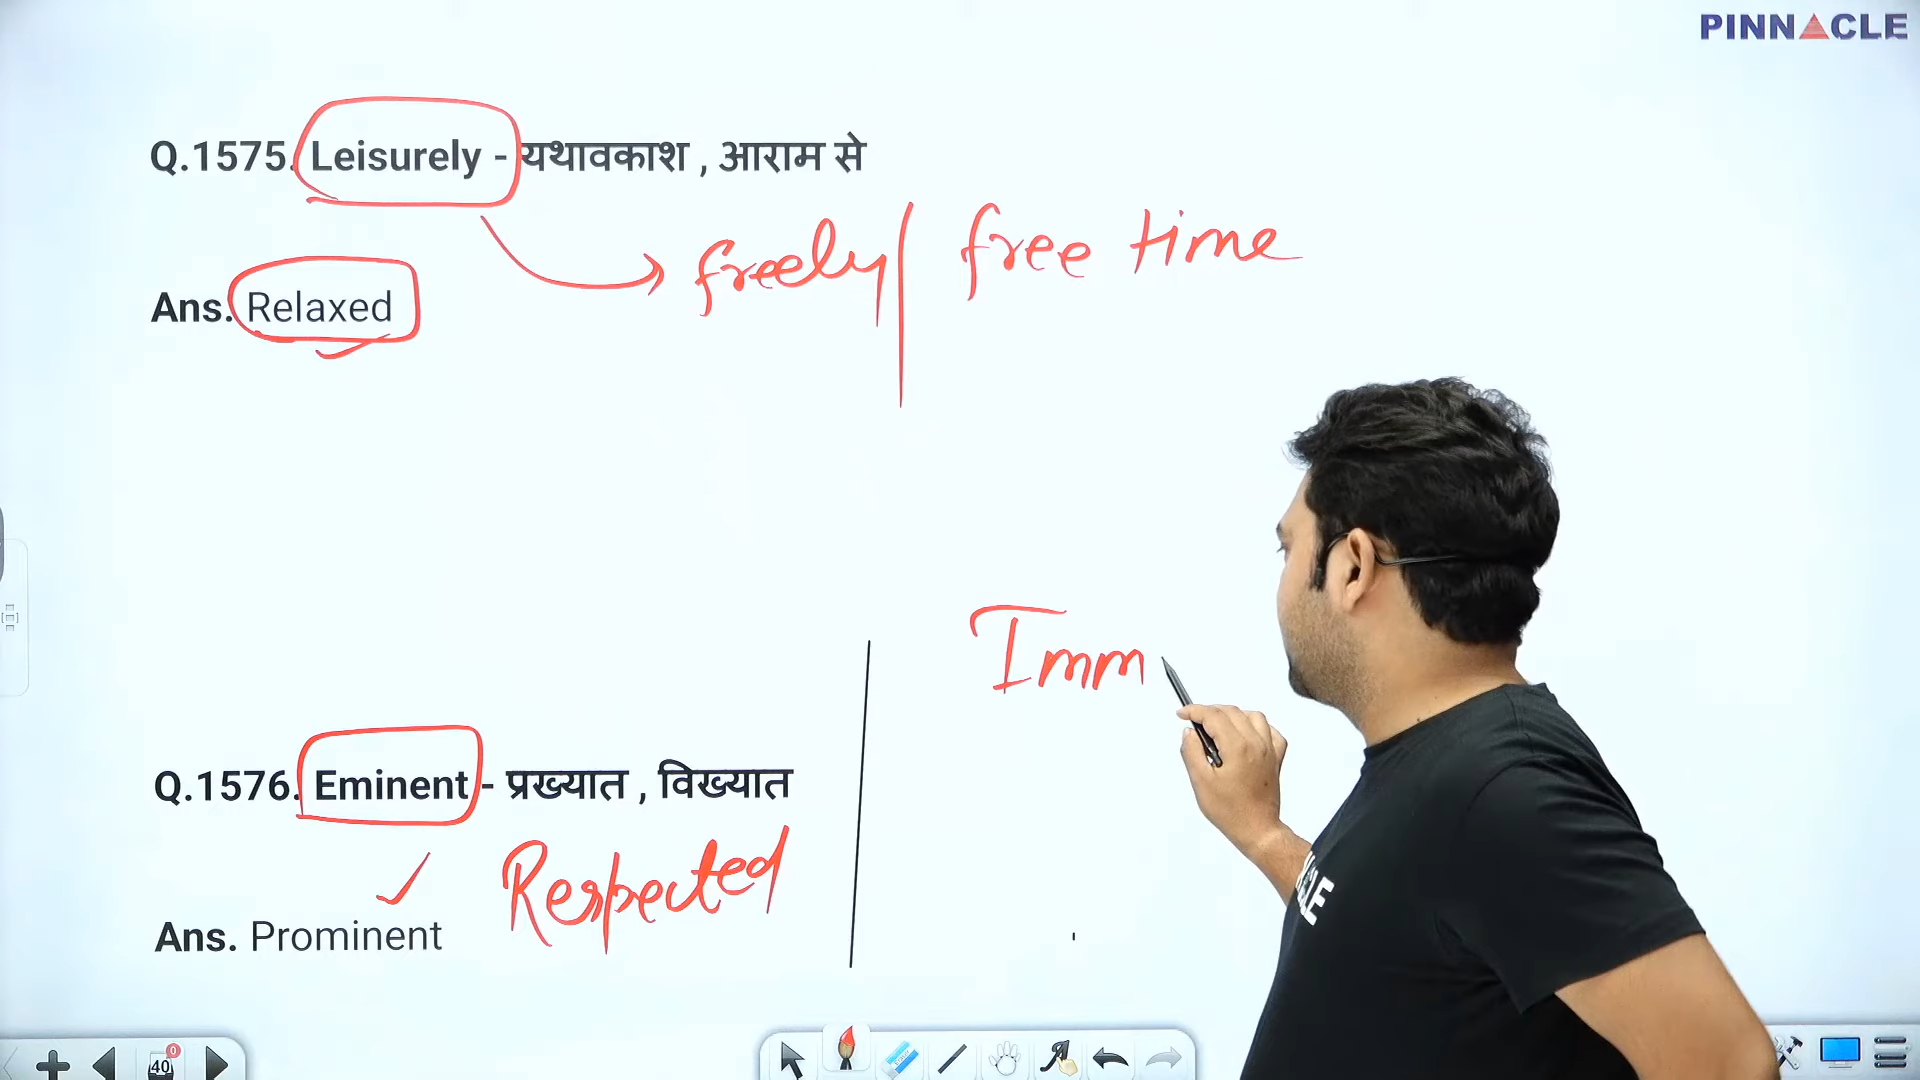 PINNACLE
Q.1575. Leisurely - यथावकाश , आराम से
freely / free time
Ans. Relaxed
Imm
Q.1576. Eminent - प्रख्यात , विख्यात
Respected
Ans. Prominent
40
0